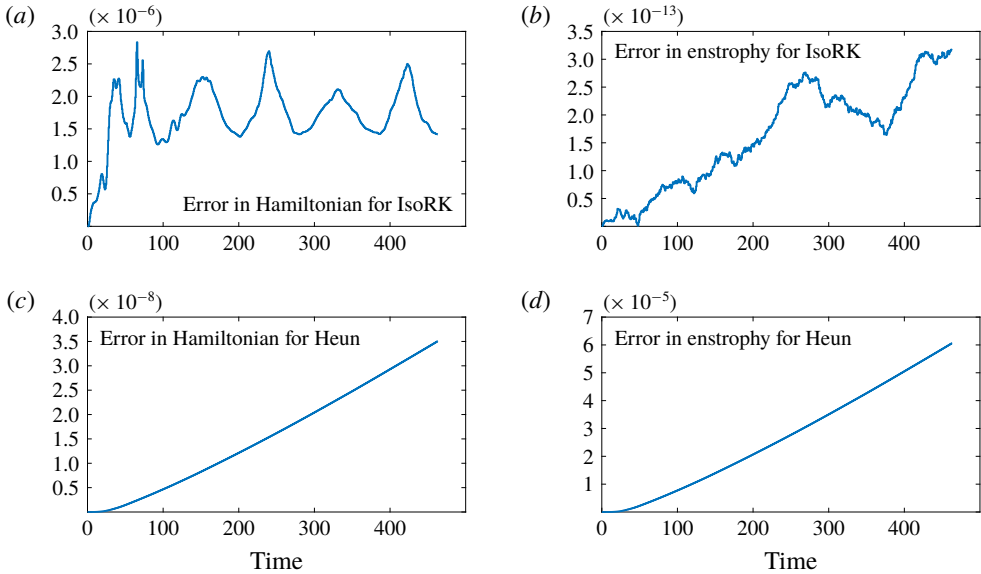 (a) (× 10−6)
3.0
2.5
2.0
1.5
1.0
0.5
Error in Hamiltonian for IsoRK
0 100 200 300 400
(b) (× 10−13)
Error in enstrophy for IsoRK
3.5
3.0
2.5
2.0
1.5
1.0
0.5
0 100 200 300 400
(c) (× 10−8)
4.0
Error in Hamiltonian for Heun
3.5
3.0
2.5
2.0
1.5
1.0
0.5
0 100 200 300 400
Time
(d) (× 10−5)
7
Error in enstrophy for Heun
6
5
4
3
2
1
0 100 200 300 400
Time